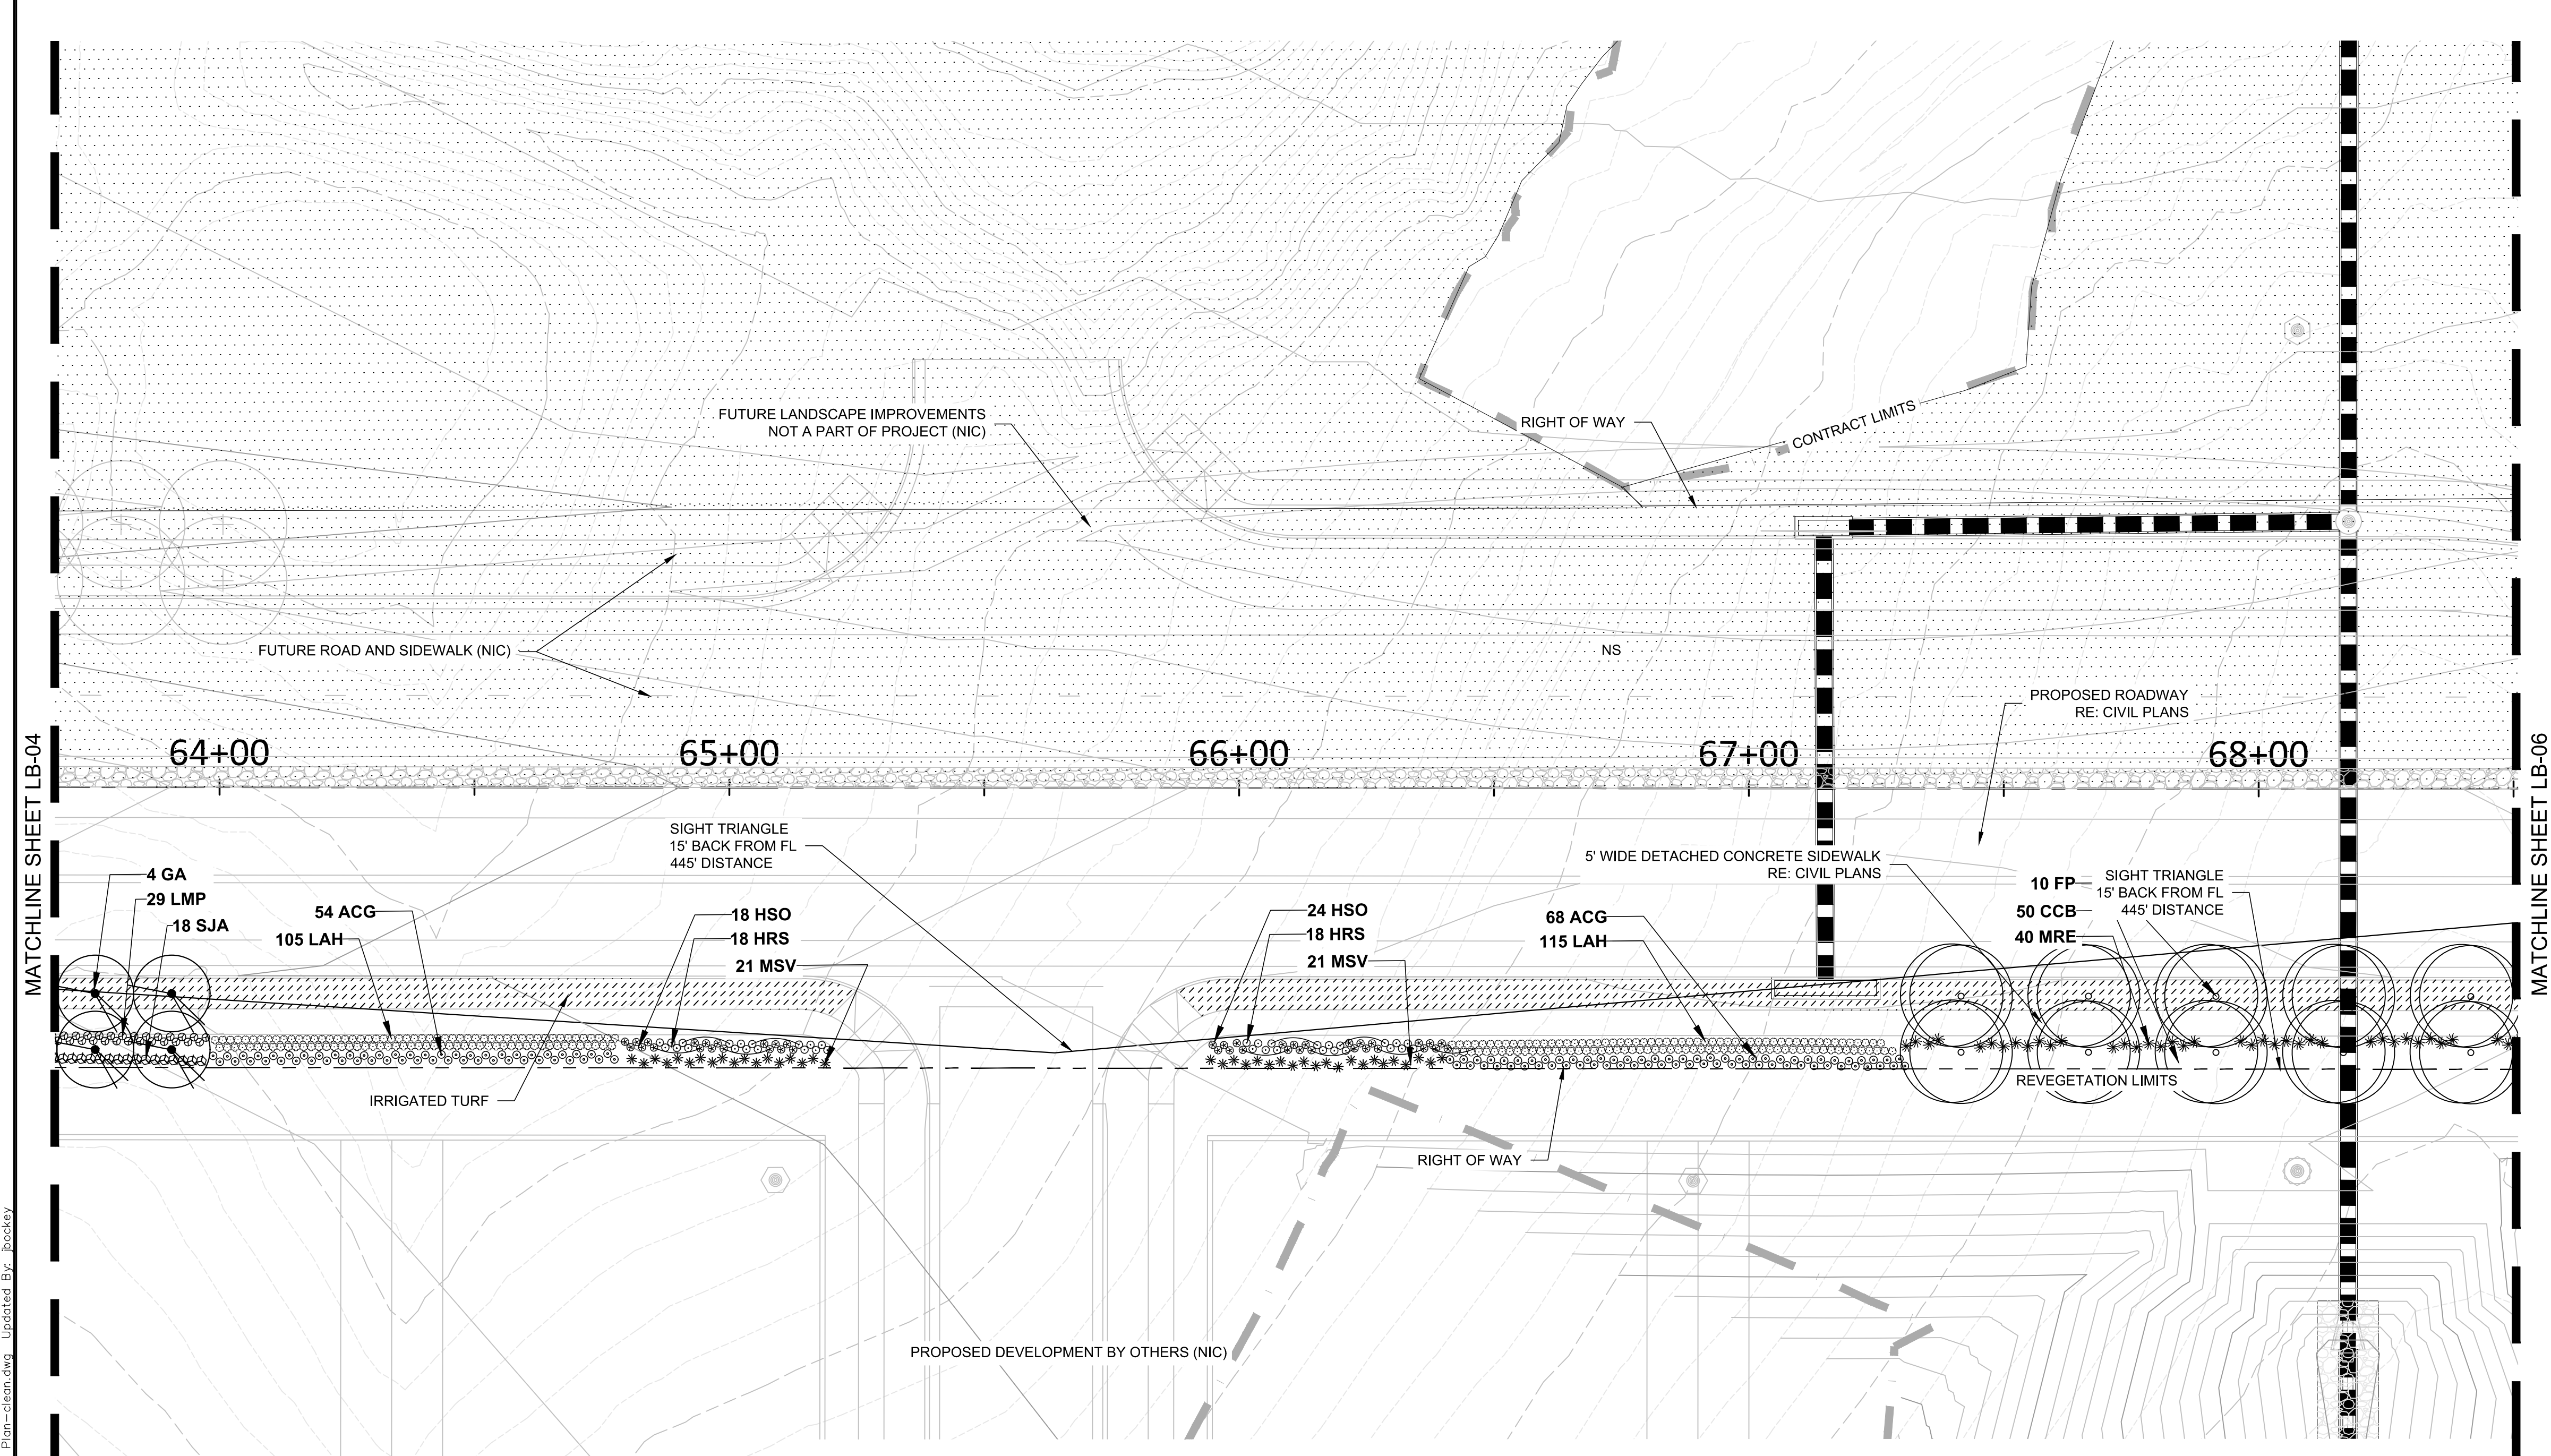 FUTURE LANDSCAPE IMPROVEMENTS
NOT A PART OF PROJECT (NIC)
RIGHT OF WAY
CONTRACT LIMITS
FUTURE ROAD AND SIDEWALK (NIC)
NS
PROPOSED ROADWAY
RE: CIVIL PLANS
64+00
65+00
66+00
67+00
68+00
MATCHLINE SHEET LB-04
MATCHLINE SHEET LB-06
SIGHT TRIANGLE
15' BACK FROM FL
445' DISTANCE
5' WIDE DETACHED CONCRETE SIDEWALK
RE: CIVIL PLANS
4 GA
29 LMP
18 SJA
54 ACG
105 LAH
18 HSO
18 HRS
21 MSV
24 HSO
18 HRS
21 MSV
68 ACG
115 LAH
10 FP
50 CCB
40 MRE
SIGHT TRIANGLE
15' BACK FROM FL
445' DISTANCE
IRRIGATED TURF
REVEGETATION LIMITS
RIGHT OF WAY
PROPOSED DEVELOPMENT BY OTHERS (NIC)
Plan-clean.dwg Updated By: jbockey